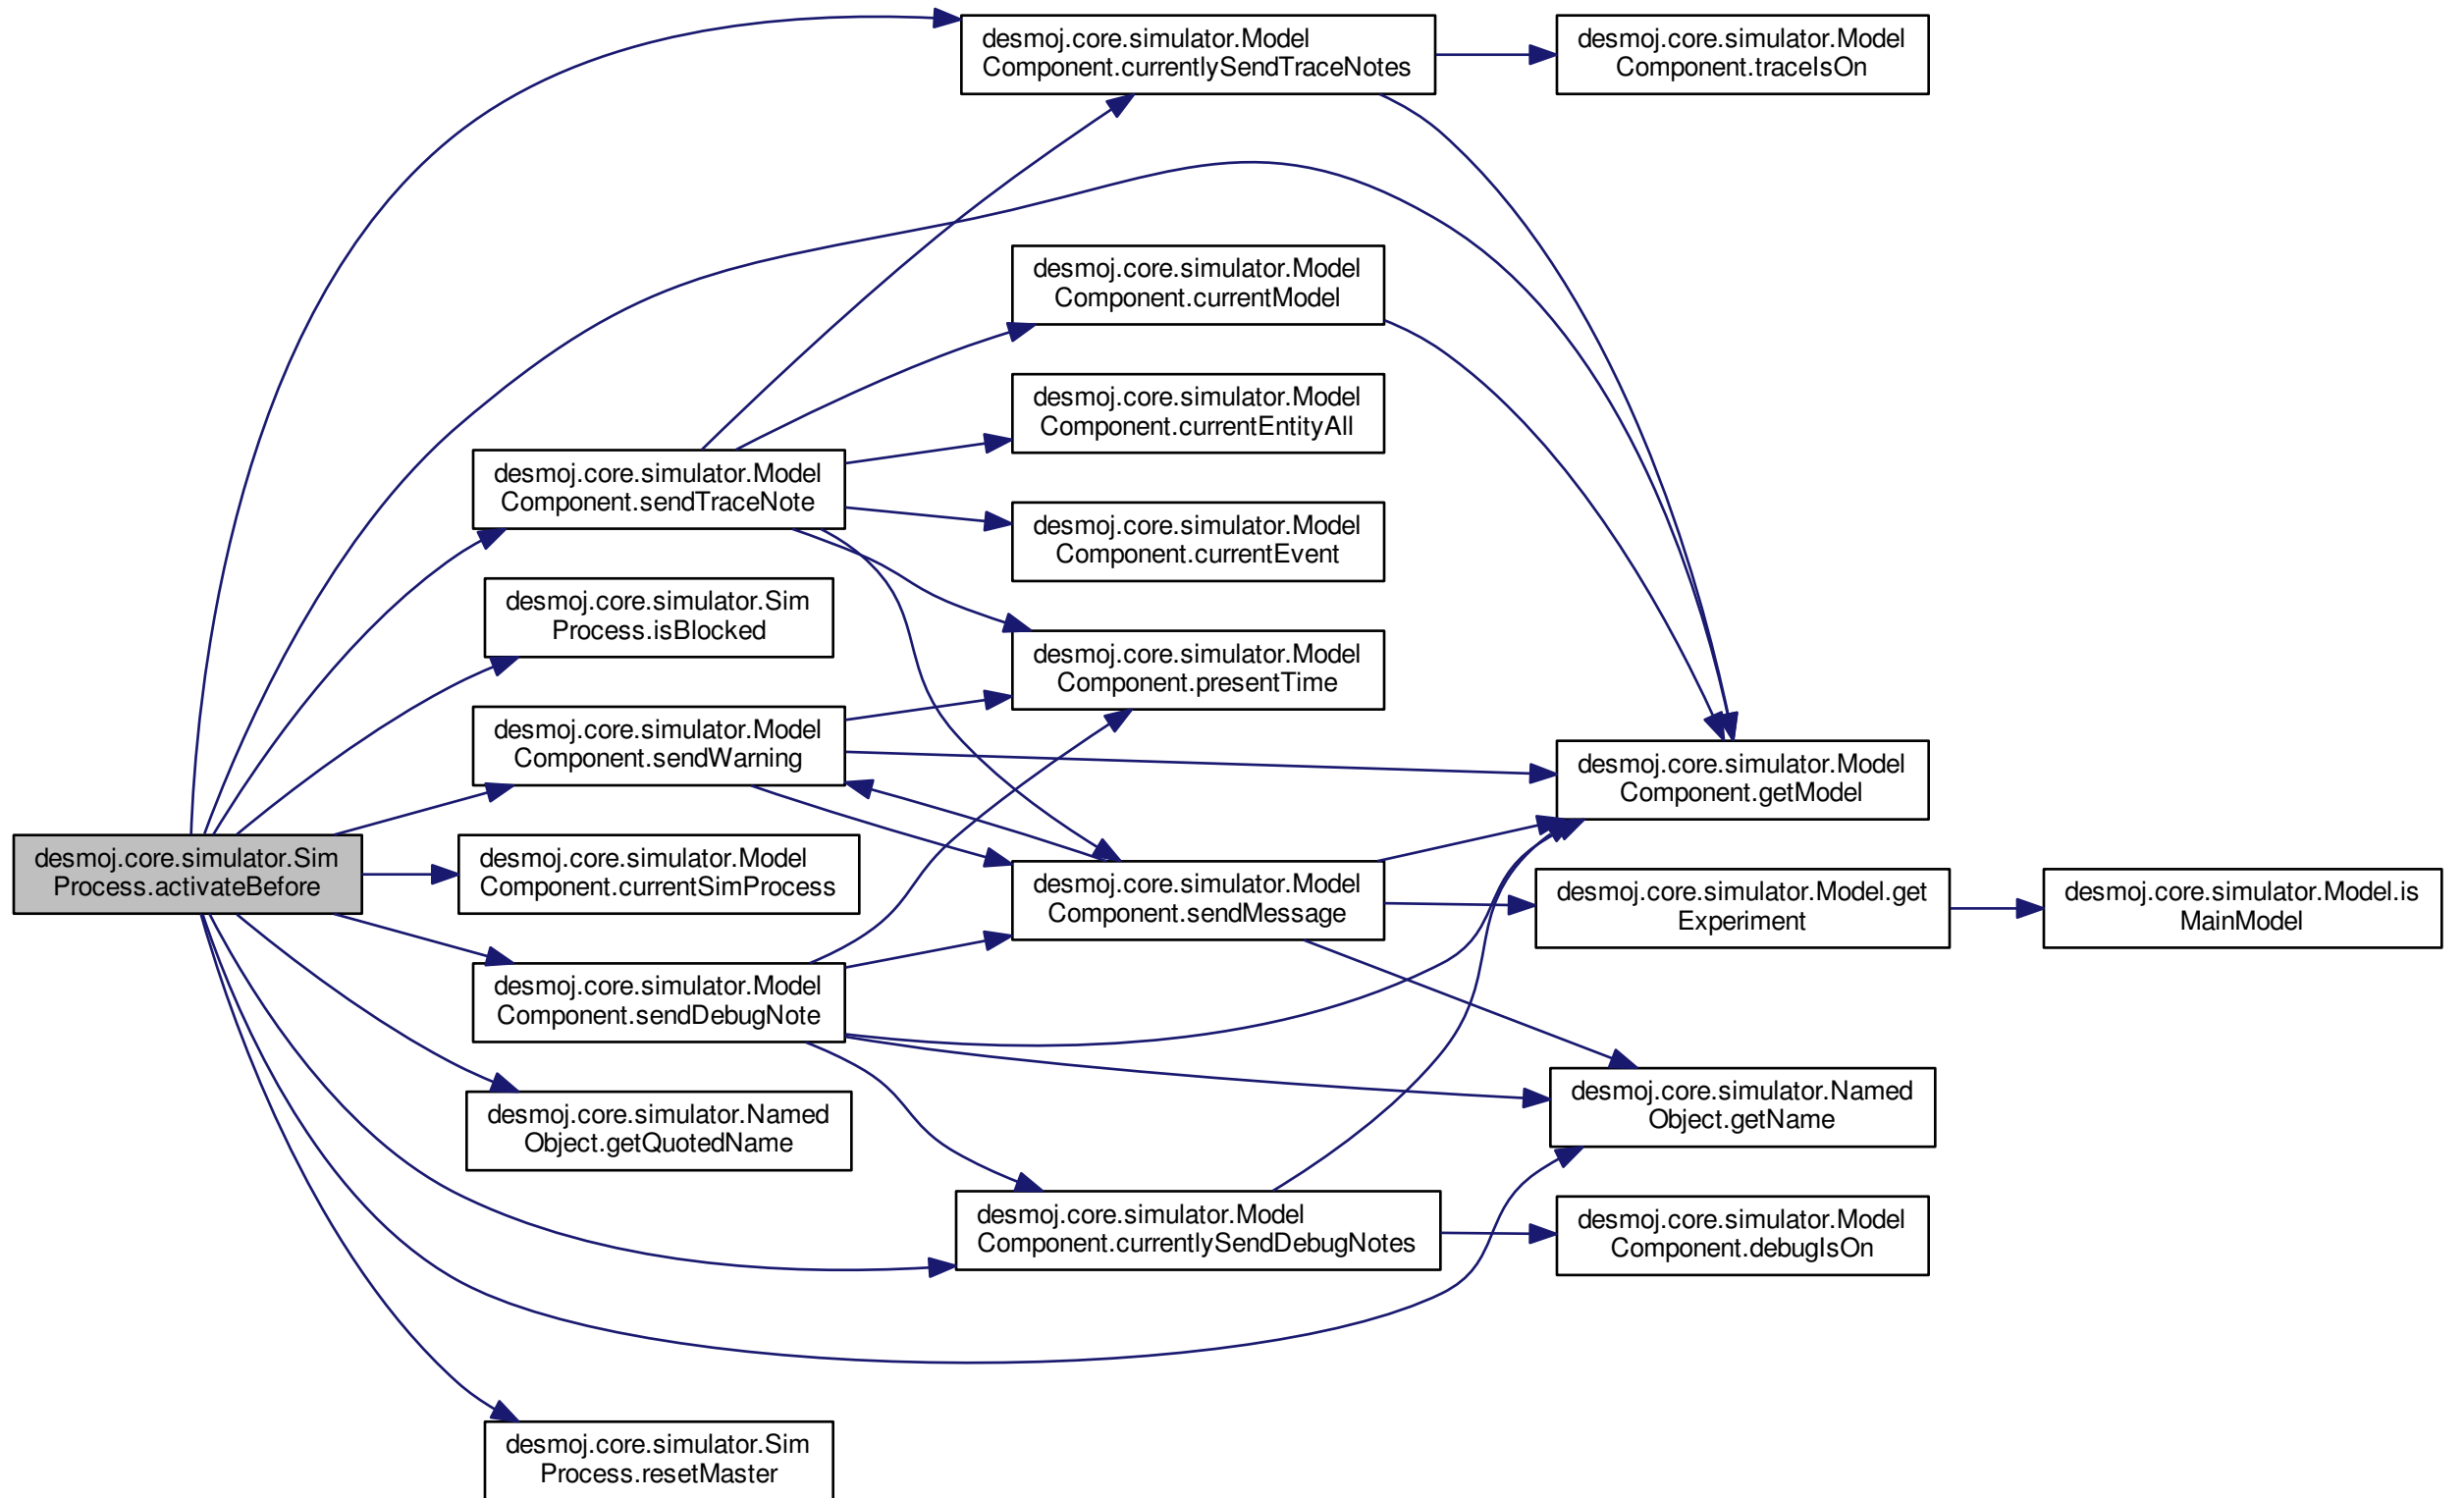 desmoj.core.simulator.Model
Component.currentlySendTraceNotes
desmoj.core.simulator.Model
Component.traceIsOn
desmoj.core.simulator.Model
Component.currentModel
desmoj.core.simulator.Model
Component.currentEntityAll
desmoj.core.simulator.Model
Component.sendTraceNote
desmoj.core.simulator.Model
Component.currentEvent
desmoj.core.simulator.Sim
Process.isBlocked
desmoj.core.simulator.Model
Component.presentTime
desmoj.core.simulator.Model
Component.sendWarning
desmoj.core.simulator.Model
Component.getModel
desmoj.core.simulator.Sim
Process.activateBefore
desmoj.core.simulator.Model
Component.currentSimProcess
desmoj.core.simulator.Model
Component.sendMessage
desmoj.core.simulator.Model.get
Experiment
desmoj.core.simulator.Model.is
MainModel
desmoj.core.simulator.Model
Component.sendDebugNote
desmoj.core.simulator.Named
Object.getName
desmoj.core.simulator.Named
Object.getQuotedName
desmoj.core.simulator.Model
Component.currentlySendDebugNotes
desmoj.core.simulator.Model
Component.debugIsOn
desmoj.core.simulator.Sim
Process.resetMaster